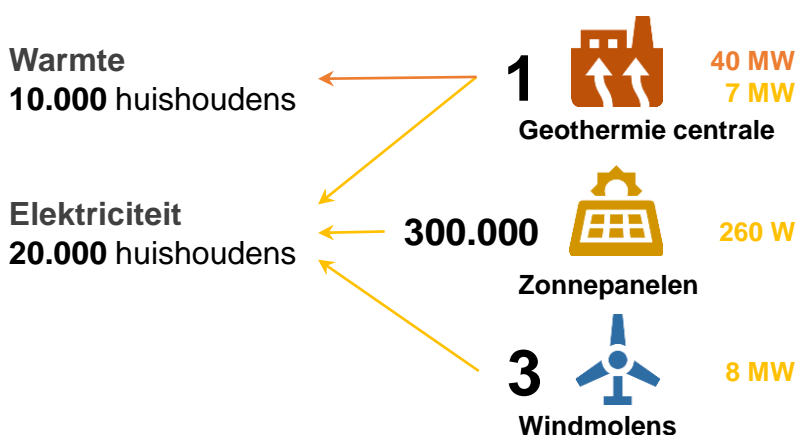 Warmte
10.000 huishoudens
1
40 MW
7 MW
Geothermie centrale
Elektriciteit
20.000 huishoudens
300.000
260 W
Zonnepanelen
3
8 MW
Windmolens